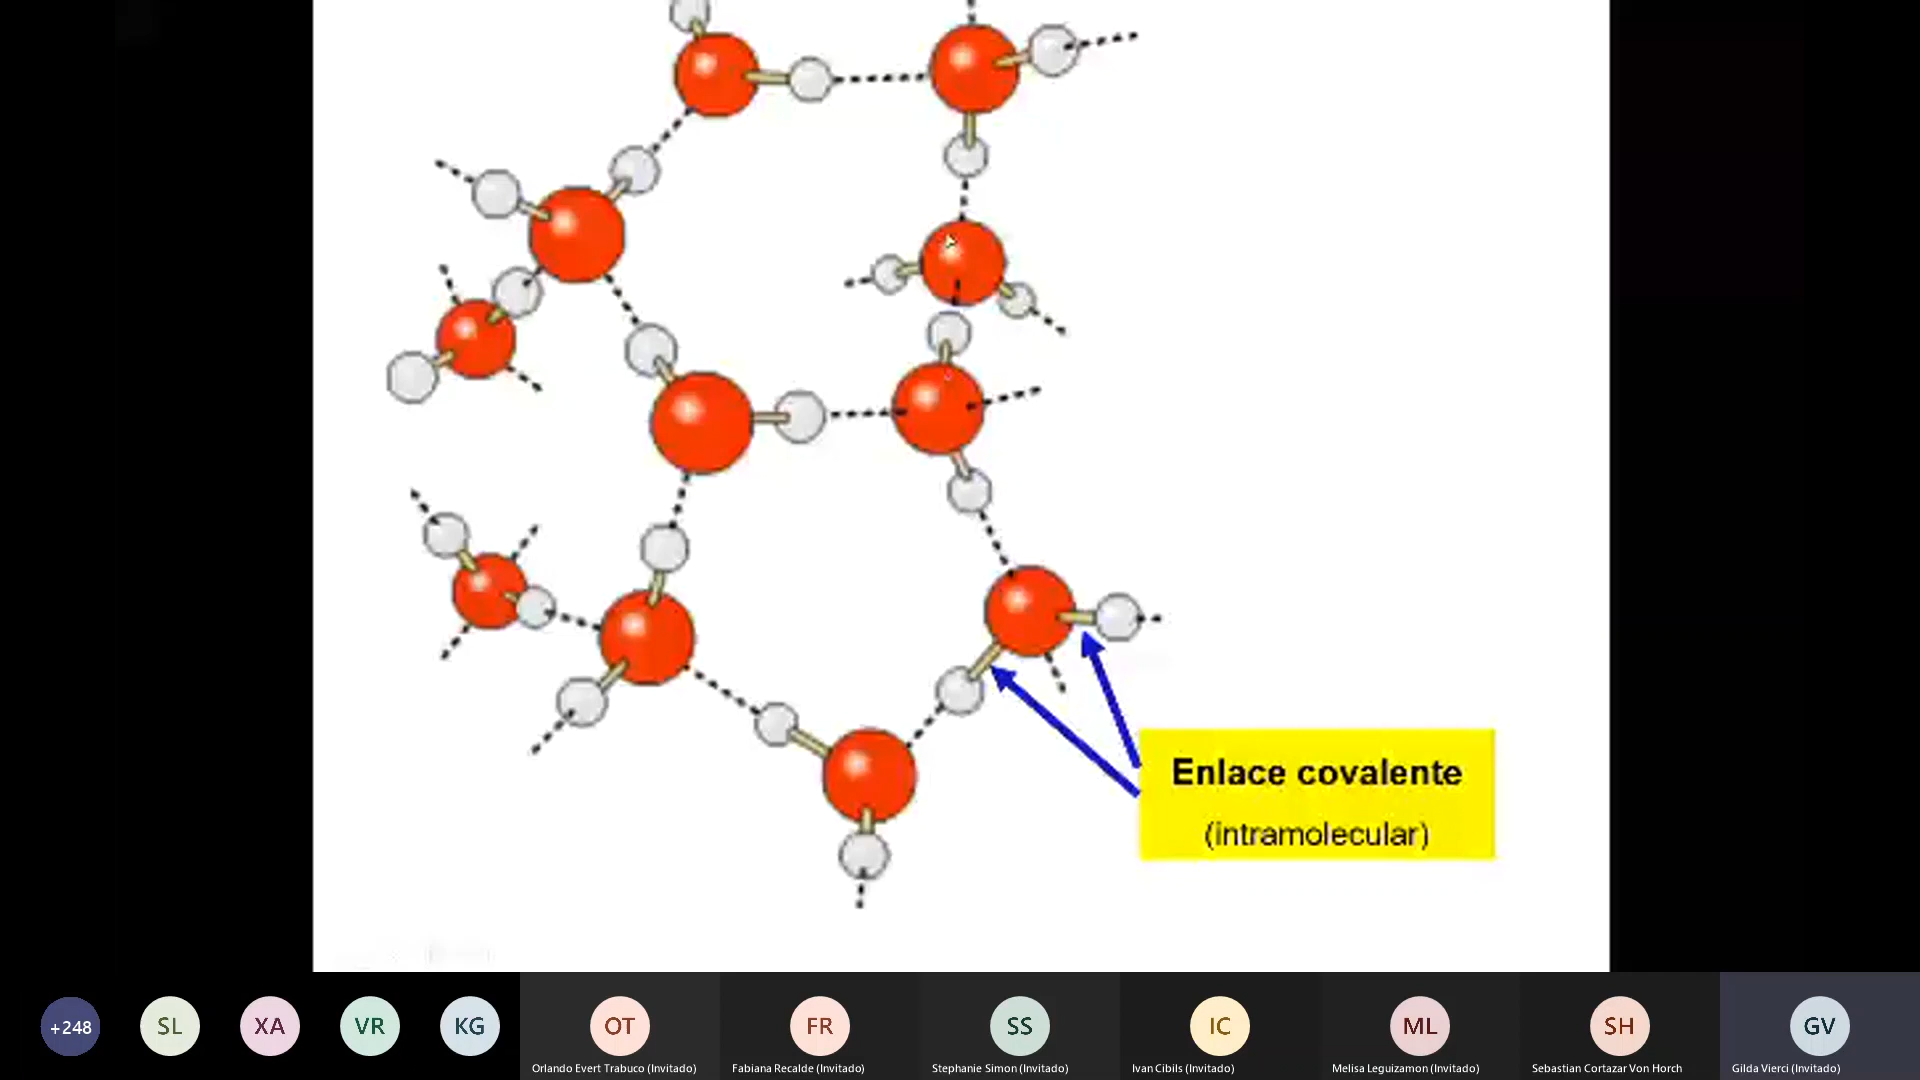 Enlace covalente
(intramolecular)
+248
SL
XA
VR
KG
OT
FR
SS
IC
ML
SH
GV
Orlando Evert Trabuco (Invitado)
Fabiana Recalde (Invitado)
Stephanie Simon (Invitado)
Ivan Cibils (Invitado)
Melisa Leguizamon (Invitado)
Sebastian Cortazar Von Horch
Gilda Vierci (Invitado)